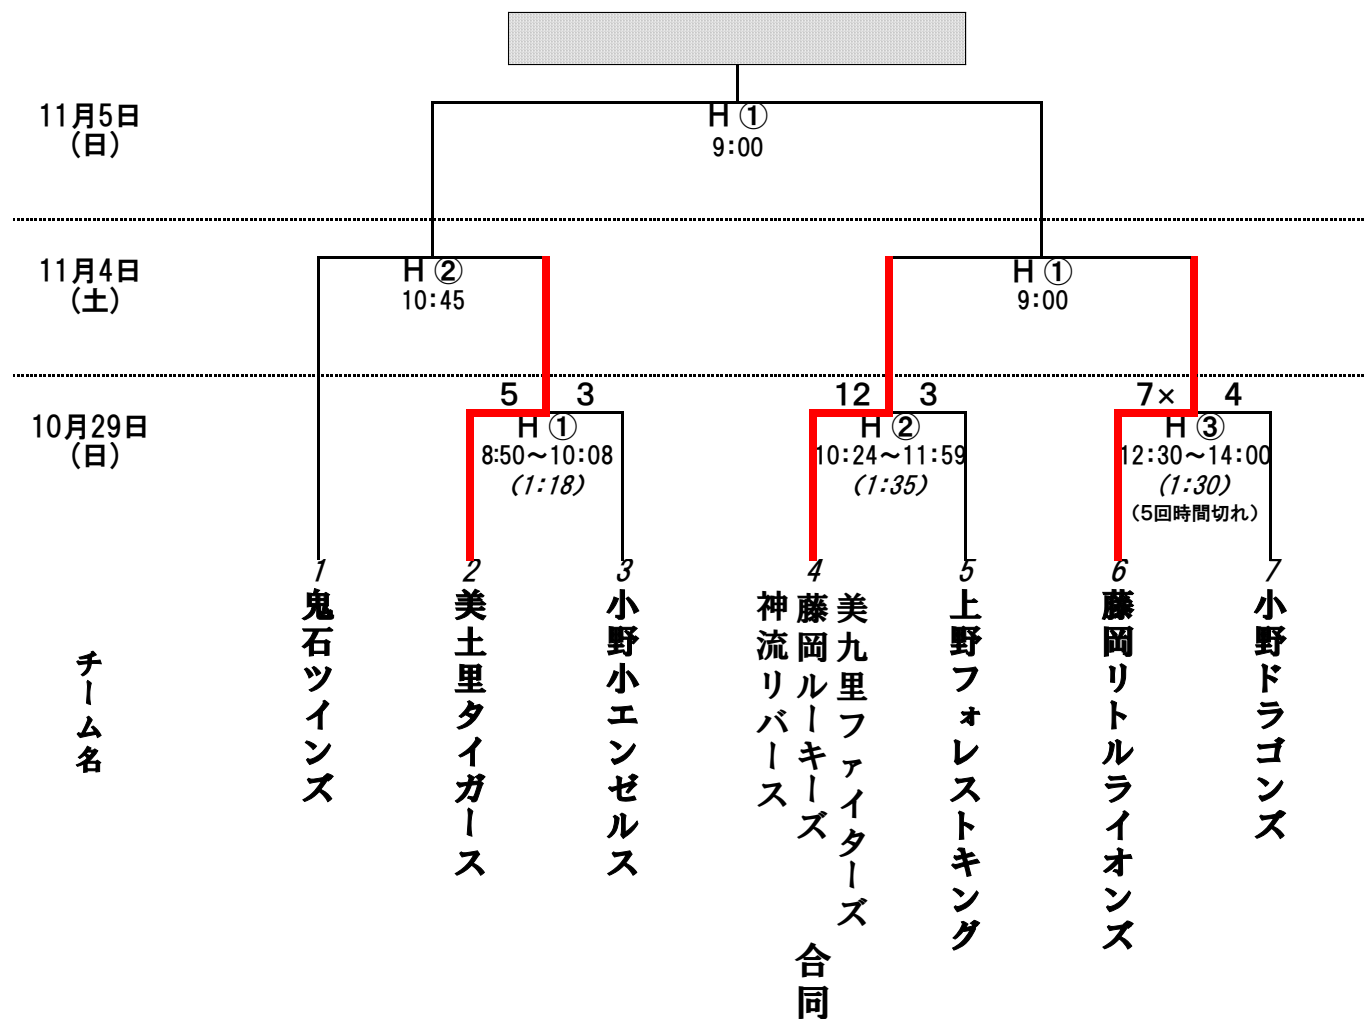 11月5日
(日)
H ①
9:00
11月4日
(土)
H ②
10:45
H ①
9:00
10月29日
(日)
5 3
H ①
8:50～10:08
(1:18)
12 3
H ②
10:24～11:59
(1:35)
7× 4
H ③
12:30～14:00
(1:30)
(5回時間切れ)
チーム名
1
鬼石ツインズ
2
美土里タイガース
3
小野小エンゼルス
4
美九里ファイターズ
藤岡ルーキーズ
神流リバース
合同
5
上野フォレストキング
6
藤岡リトルライオンズ
7
小野ドラゴンズ